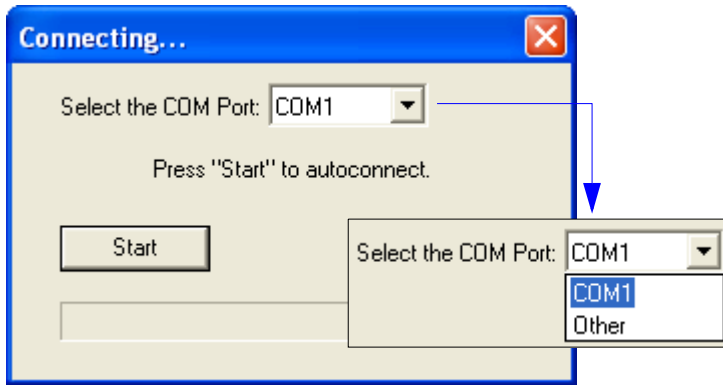 Connecting...
Select the COM Port: COM1
Press "Start" to autoconnect.
Start
Select the COM Port: COM1
COM1
Other